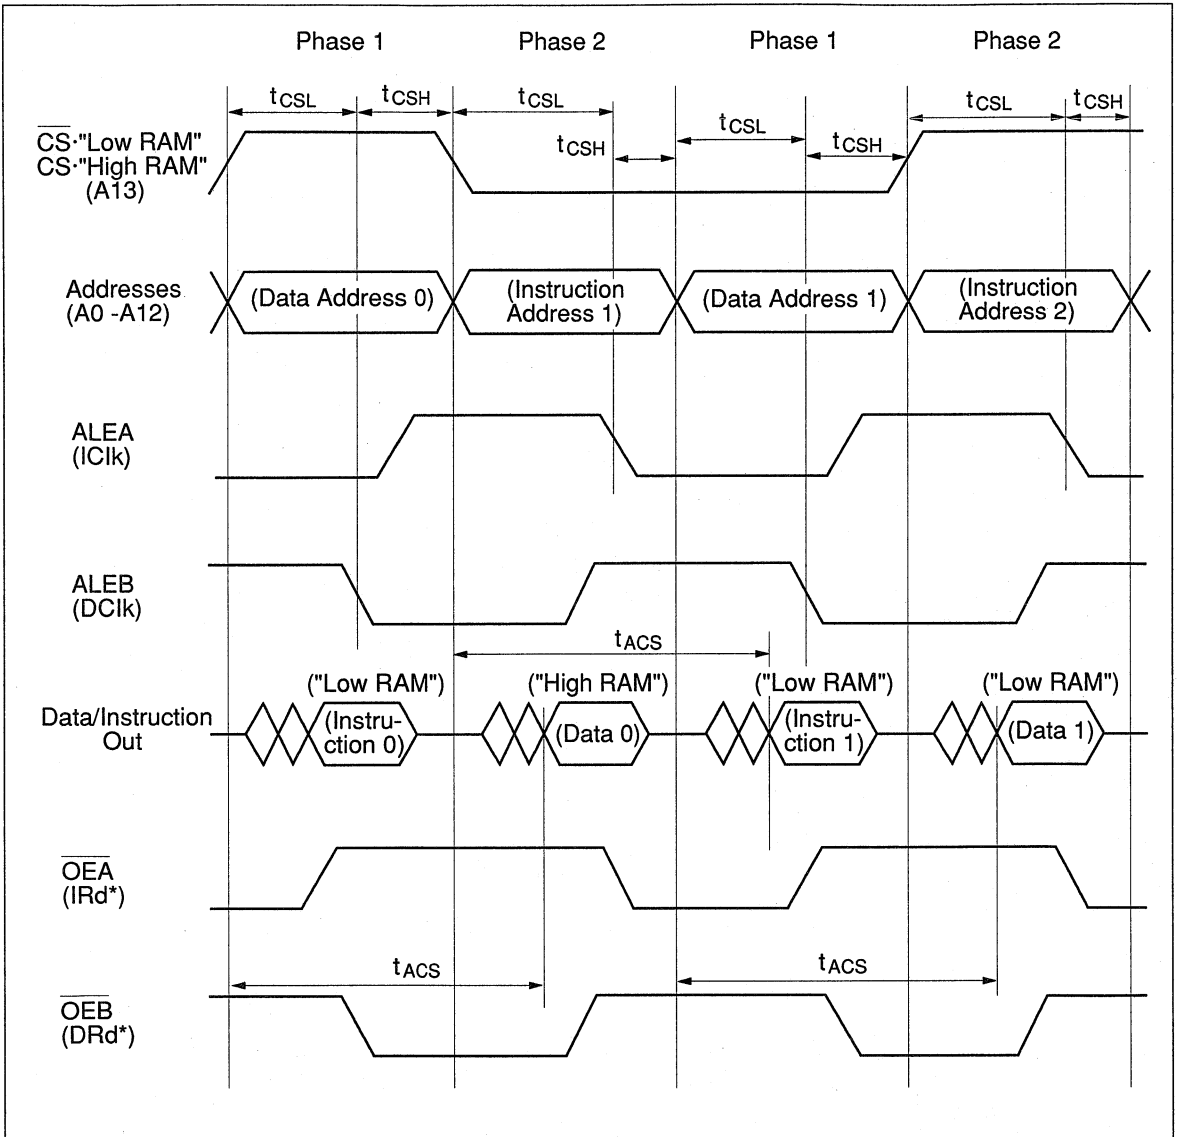 Phase 1 Phase 2 Phase 1 Phase 2
tCSL tCSH tCSL tCSH tCSL tCSH tCSL tCSH
CS·"Low RAM"
CS·"High RAM"
(A13)
Addresses
(A0 -A12)
(Data Address 0)
(Instruction
Address 1)
(Data Address 1)
(Instruction
Address 2)
ALEA
(IClk)
ALEB
(DClk)
tACS
("Low RAM") ("High RAM") ("Low RAM") ("Low RAM")
Data/Instruction
Out
(Instru-
ction 0)
(Data 0)
(Instru-
ction 1)
(Data 1)
OEA
(IRd*)
tACS tACS
OEB
(DRd*)